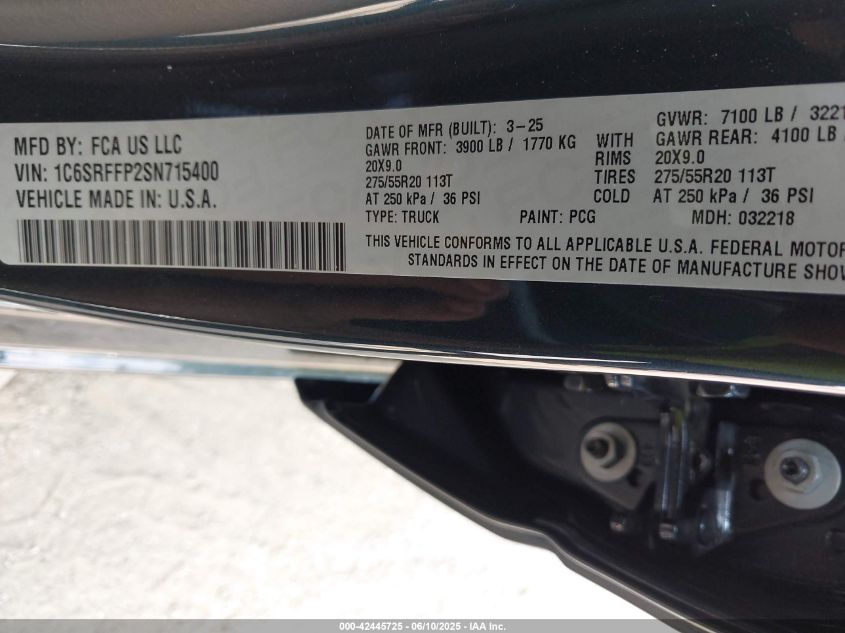 MFD BY: FCA US LLC
VIN: 1C6SRFFP2SN715400
VEHICLE MADE IN U.S.A.
DATE OF MFR (BUILT): 3-25
GAWR FRONT: 3900 LB / 1770 KG
20X9.0
275/55R20 113T
AT 250 kPa / 36 PSI
TYPE: TRUCK PAINT: PCG
WITH
RIMS
TIRES
COLD
GVWR: 7100 LB / 3221
GAWR REAR: 4100 LB /
20X9.0
275/55R20 113T
AT 250 kPa / 36 PSI
MDH: 032218
THIS VEHICLE CONFORMS TO ALL APPLICABLE U.S.A. FEDERAL MOTOR
STANDARDS IN EFFECT ON THE DATE OF MANUFACTURE SHOW
000-42445725 - 06/10/2025 - IAA Inc.